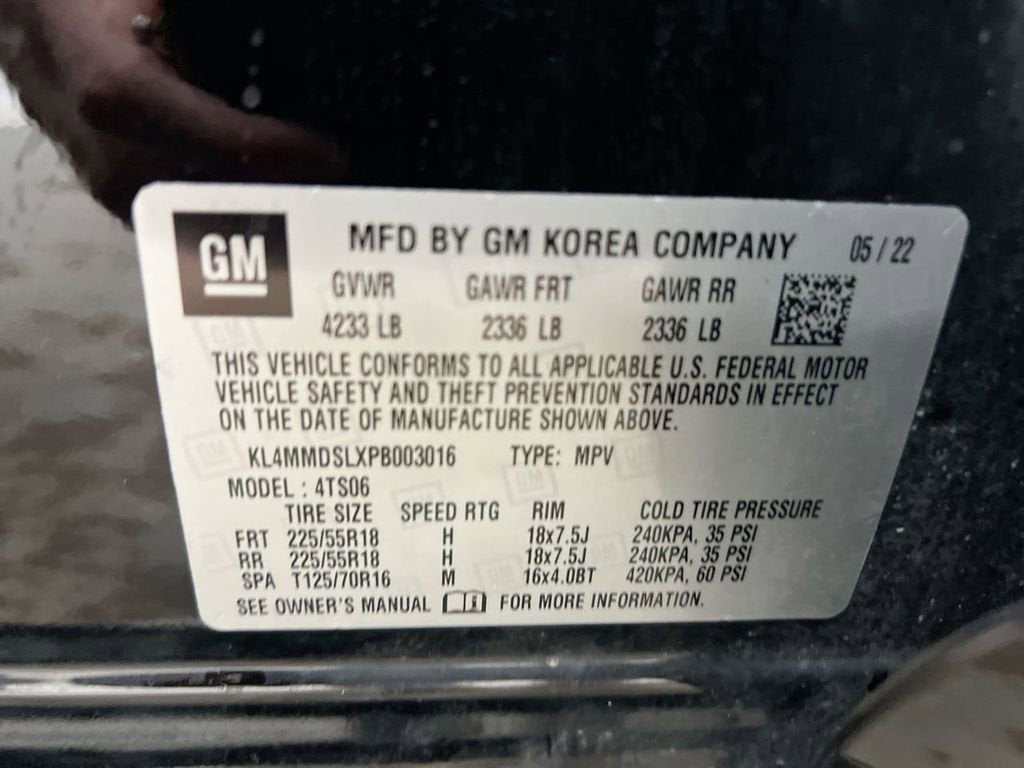 GM
MFD BY GM KOREA COMPANY 05 / 22
GVWR GAWR FRT GAWR RR
4233 LB 2336 LB 2336 LB
THIS VEHICLE CONFORMS TO ALL APPLICABLE U.S. FEDERAL MOTOR
VEHICLE SAFETY AND THEFT PREVENTION STANDARDS IN EFFECT
ON THE DATE OF MANUFACTURE SHOWN ABOVE.
KL4MMDSLXPB003016 TYPE: MPV
MODEL : 4TS06
TIRE SIZE SPEED RTG RIM COLD TIRE PRESSURE
FRT 225/55R18 H 18x7.5J 240KPA, 35 PSI
RR 225/55R18 H 18x7.5J 240KPA, 35 PSI
SPA T125/70R16 M 16x4.0BT 420KPA, 60 PSI
SEE OWNER'S MANUAL i FOR MORE INFORMATION.